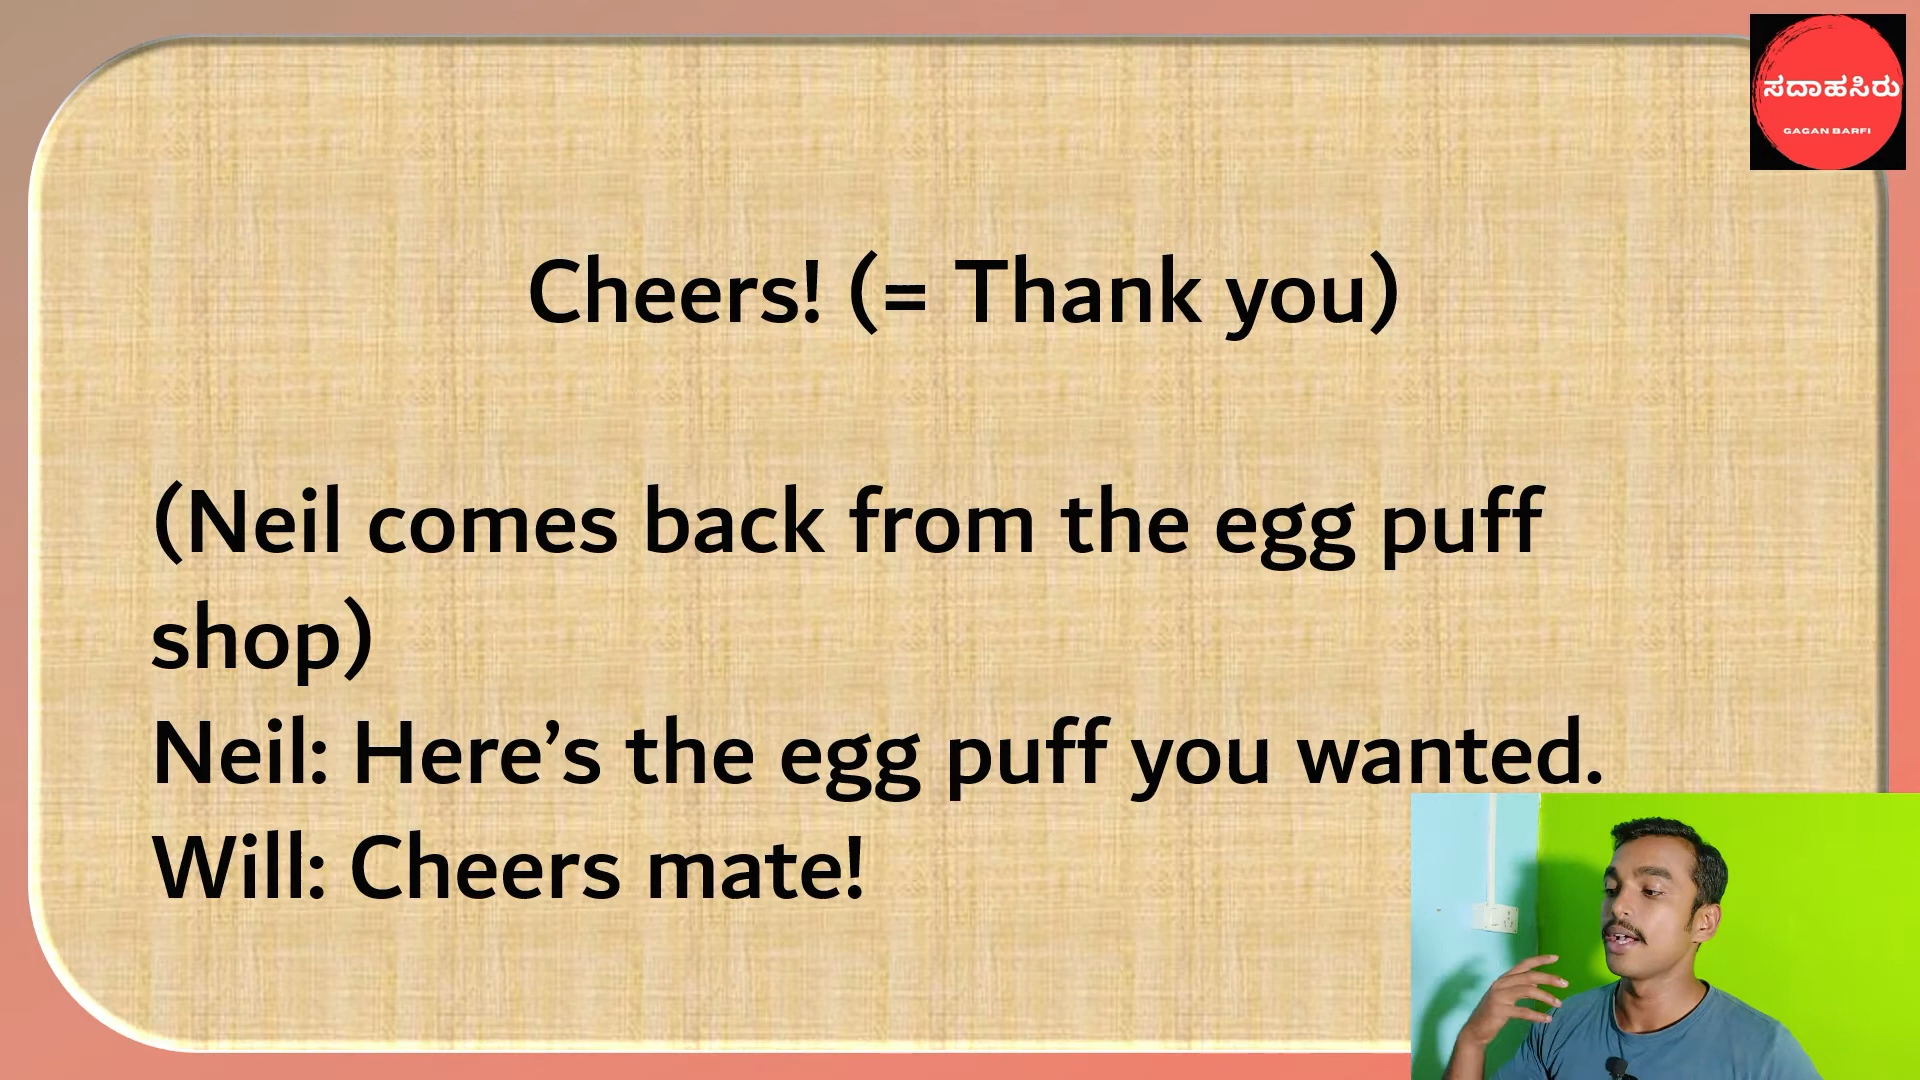 ಸದಾಹಸಿರು
GAGAN BARFI
Cheers! (= Thank you)
(Neil comes back from the egg puff
shop)
Neil: Here’s the egg puff you wanted.
Will: Cheers mate!